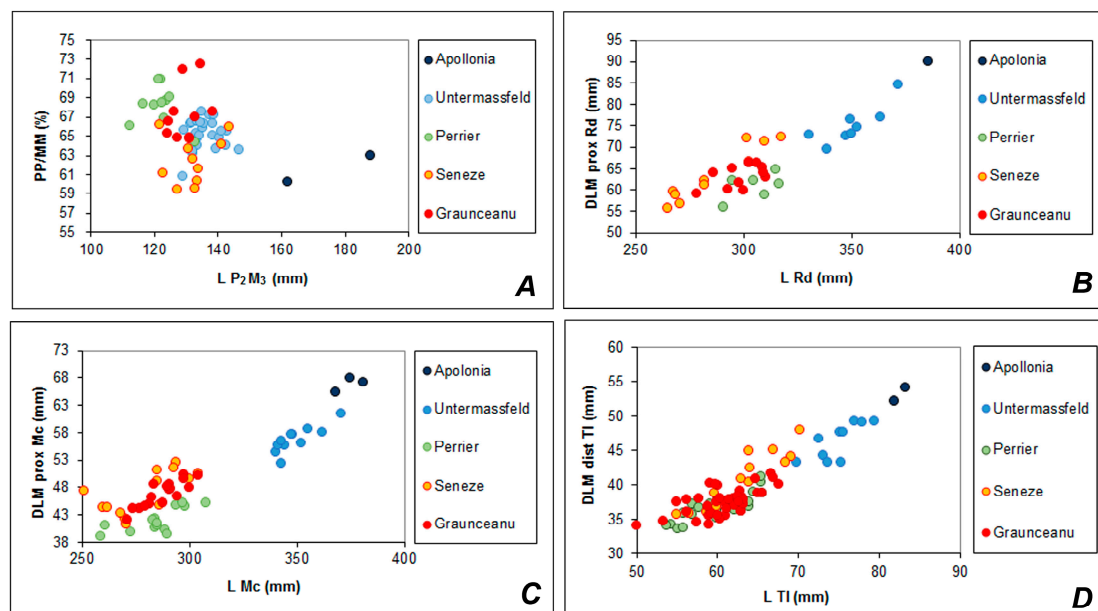 75
73
71
69
67
65
63
61
59
57
55
PP/MM (%)
100 120 140 160 180 200
L P₂M₃ (mm)
Apollonia
Untermassfeld
Perrier
Seneze
Graunceanu
A
95
90
85
80
75
70
65
60
55
50
DLM prox Rd (mm)
250 300 350 400
L Rd (mm)
Apolonia
Untermassfeld
Perrier
Seneze
Graunceanu
B
73
68
63
58
53
48
43
38
DLM prox Mc (mm)
250 300 350 400
L Mc (mm)
Apolonia
Untermassfeld
Perrier
Seneze
Graunceanu
C
60
55
50
45
40
35
30
DLM dist TI (mm)
50 60 70 80 90
L TI (mm)
Apollonia
Untermassfeld
Perrier
Seneze
Graunceanu
D